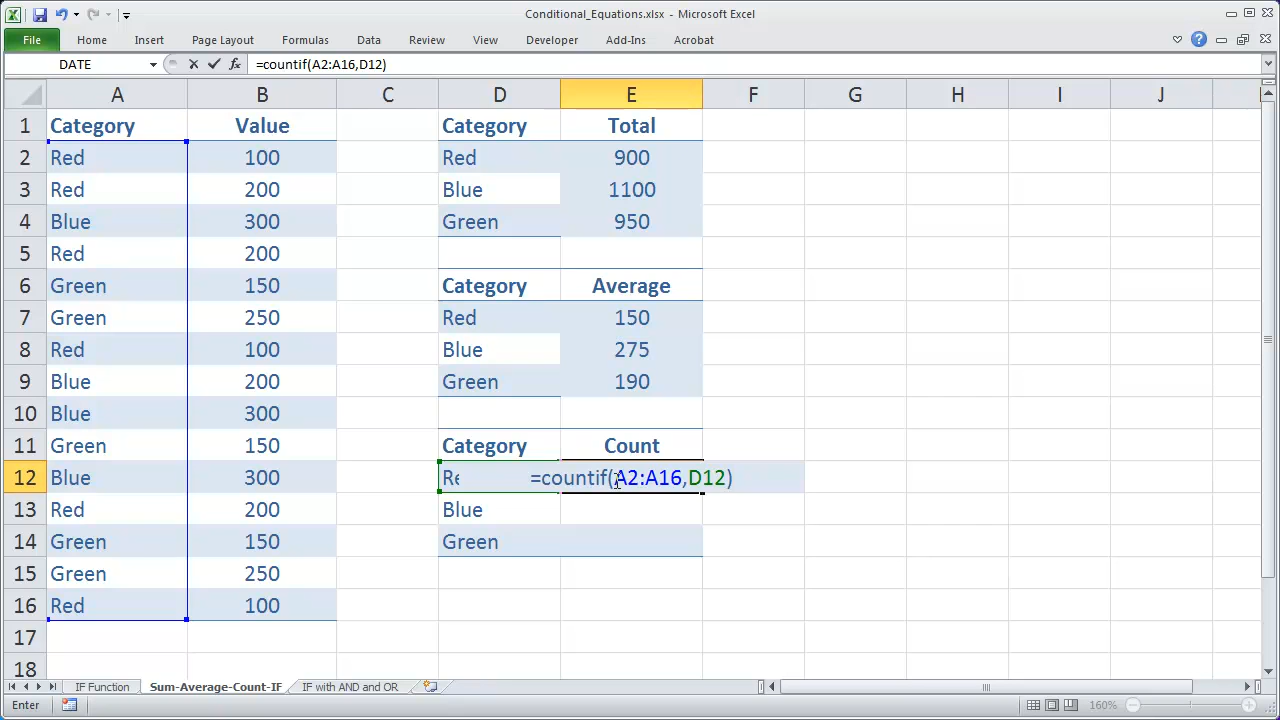 Conditional_Equations.xlsx - Microsoft Excel
File Home Insert Page Layout Formulas Data Review View Developer Add-Ins Acrobat
DATE =countif(A2:A16,D12)
A B C D E F G H I J
1 Category Value Category Total
2 Red 100 Red 900
3 Red 200 Blue 1100
4 Blue 300 Green 950
5 Red 200
6 Green 150 Category Average
7 Green 250 Red 150
8 Red 100 Blue 275
9 Blue 200 Green 190
10 Blue 300
11 Green 150 Category Count
12 Blue 300 Re =countif(A2:A16,D12)
13 Red 200 Blue
14 Green 150 Green
15 Green 250
16 Red 100
17
18
IF Function Sum-Average-Count-IF IF with AND and OR
Enter 160%